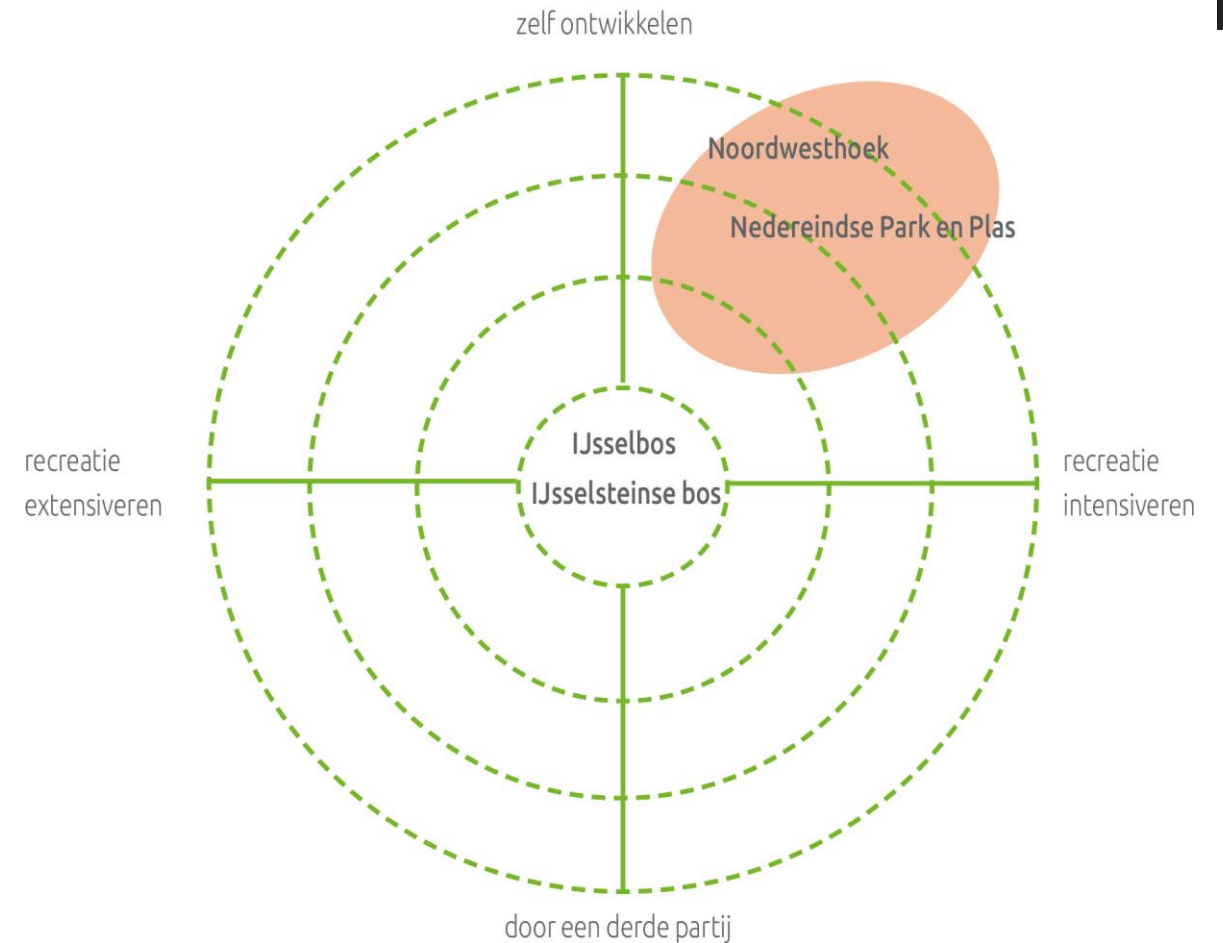 zelf ontwikkelen
Noordwesthoek
Nedereindse Park en Plas
IJsselbos
IJsselsteinse bos
recreatie
extensiveren
recreatie
intensiveren
door een derde partij